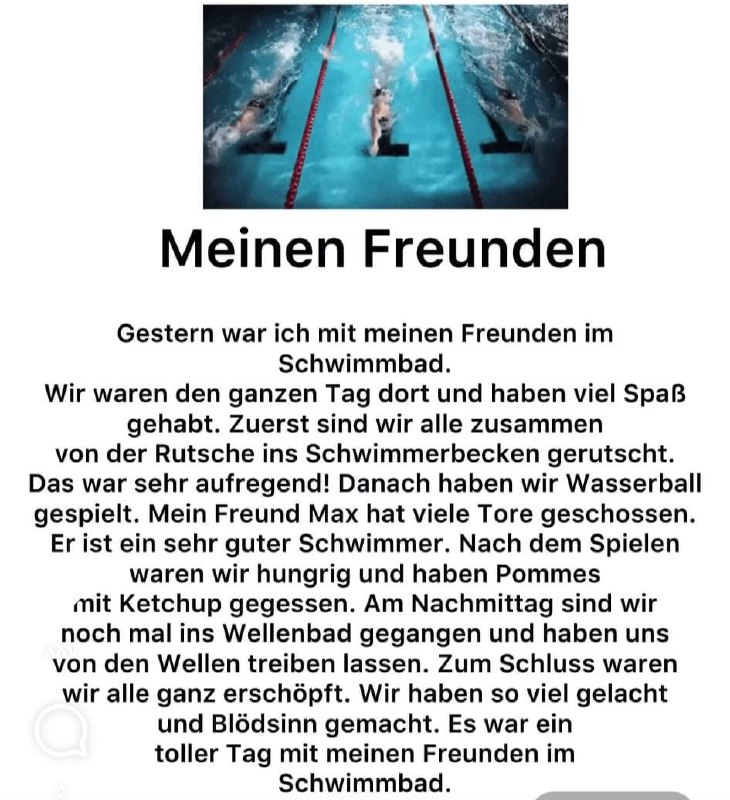 Meinen Freunden
Gestern war ich mit meinen Freunden im
Schwimmbad.
Wir waren den ganzen Tag dort und haben viel Spaß
gehabt. Zuerst sind wir alle zusammen
von der Rutsche ins Schwimmerbecken gerutscht.
Das war sehr aufregend! Danach haben wir Wasserball
gespielt. Mein Freund Max hat viele Tore geschossen.
Er ist ein sehr guter Schwimmer. Nach dem Spielen
waren wir hungrig und haben Pommes
mit Ketchup gegessen. Am Nachmittag sind wir
noch mal ins Wellenbad gegangen und haben uns
von den Wellen treiben lassen. Zum Schluss waren
wir alle ganz erschöpft. Wir haben so viel gelacht
und Blödsinn gemacht. Es war ein
toller Tag mit meinen Freunden im
Schwimmbad.